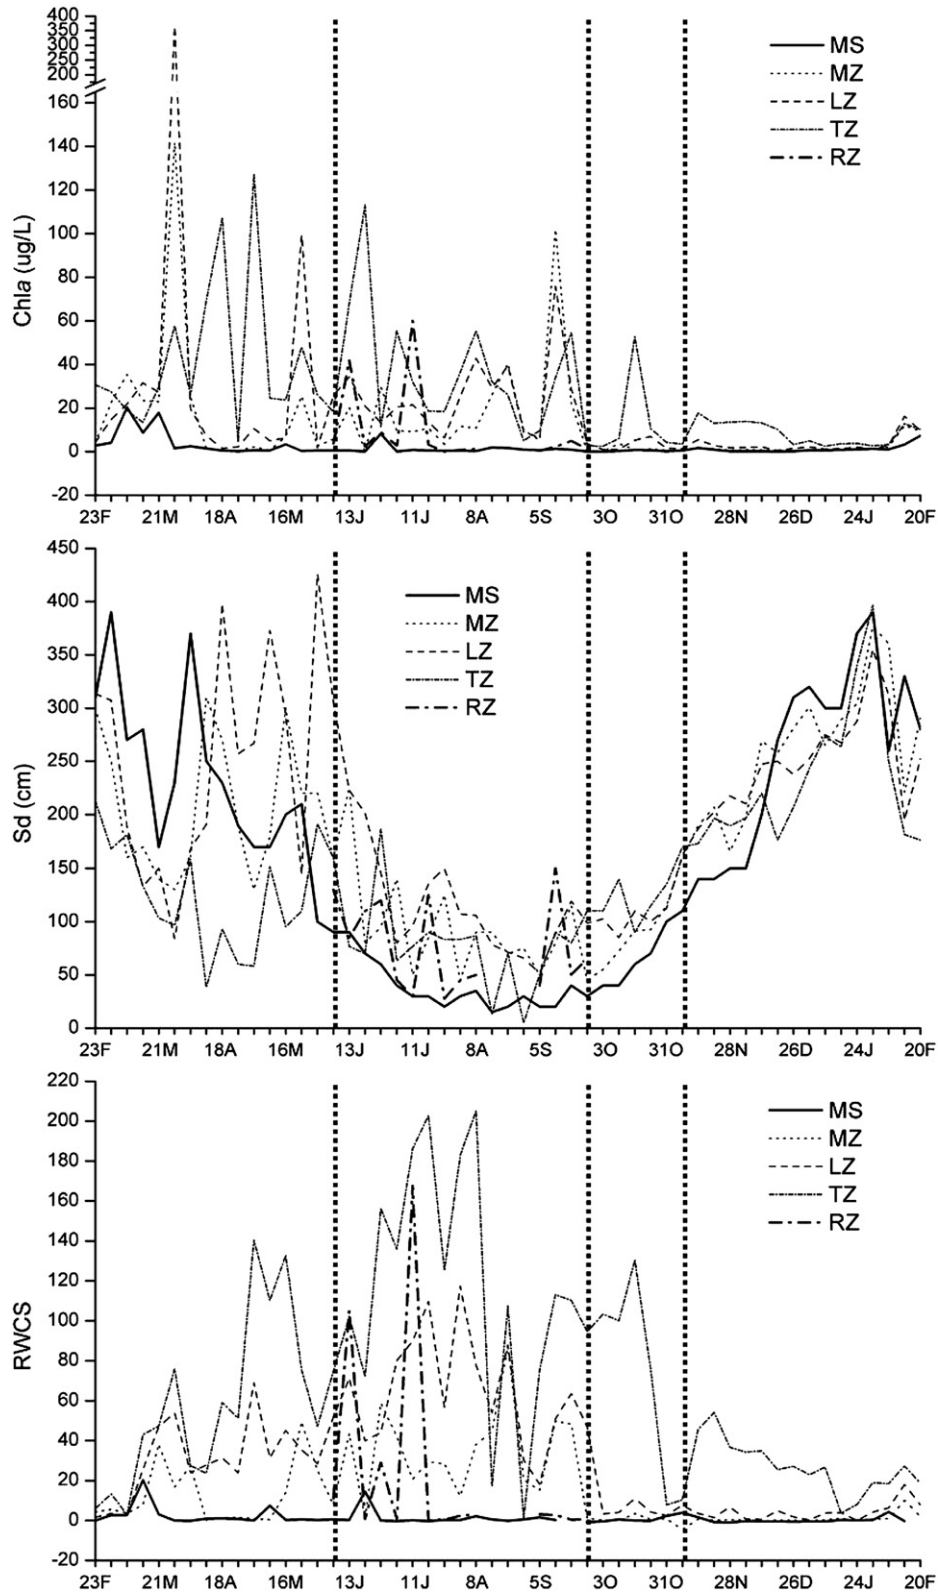 400
350
300
250
200
160
140
120
100
80
60
40
20
0
-20
Chla (ug/L)
MS
MZ
LZ
TZ
RZ
23F 21M 18A 16M 13J 11J 8A 5S 3O 31O 28N 26D 24J 20F
450
400
350
300
250
200
150
100
50
0
Sd (cm)
MS
MZ
LZ
TZ
RZ
23F 21M 18A 16M 13J 11J 8A 5S 3O 31O 28N 26D 24J 20F
220
200
180
160
140
120
100
80
60
40
20
0
-20
RWCS
MS
MZ
LZ
TZ
RZ
23F 21M 18A 16M 13J 11J 8A 5S 3O 31O 28N 26D 24J 20F